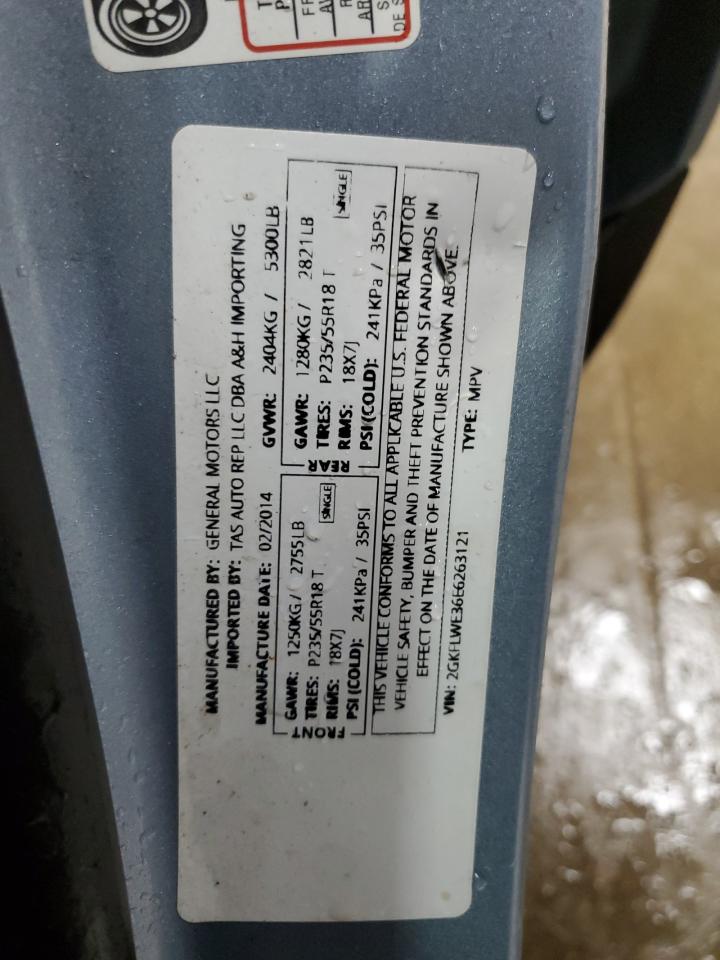 MANUFACTURED BY: GENERAL MOTORS LLC
IMPORTED BY: TAS AUTO REP LLC DBA A&H IMPORTING
MANUFACTURE DATE: 02/2014 GVWR: 2404KG / 5300LB
FRONT
GAWR: 1250KG / 2755LB
TIRES: P235/55R18 T SINGLE
RIMS: 18X7J
PSI (COLD): 241KPa / 35PSI
REAR
GAWR: 1280KG / 2821LB
TIRES: P235/55R18 T SINGLE
RIMS: 18X7J
PSI (COLD): 241KPa / 35PSI
THIS VEHICLE CONFORMS TO ALL APPLICABLE U.S. FEDERAL MOTOR
VEHICLE SAFETY, BUMPER AND THEFT PREVENTION STANDARDS IN
EFFECT ON THE DATE OF MANUFACTURE SHOWN ABOVE.
VIN: 2GKFLWE36E6263121 TYPE: MPV